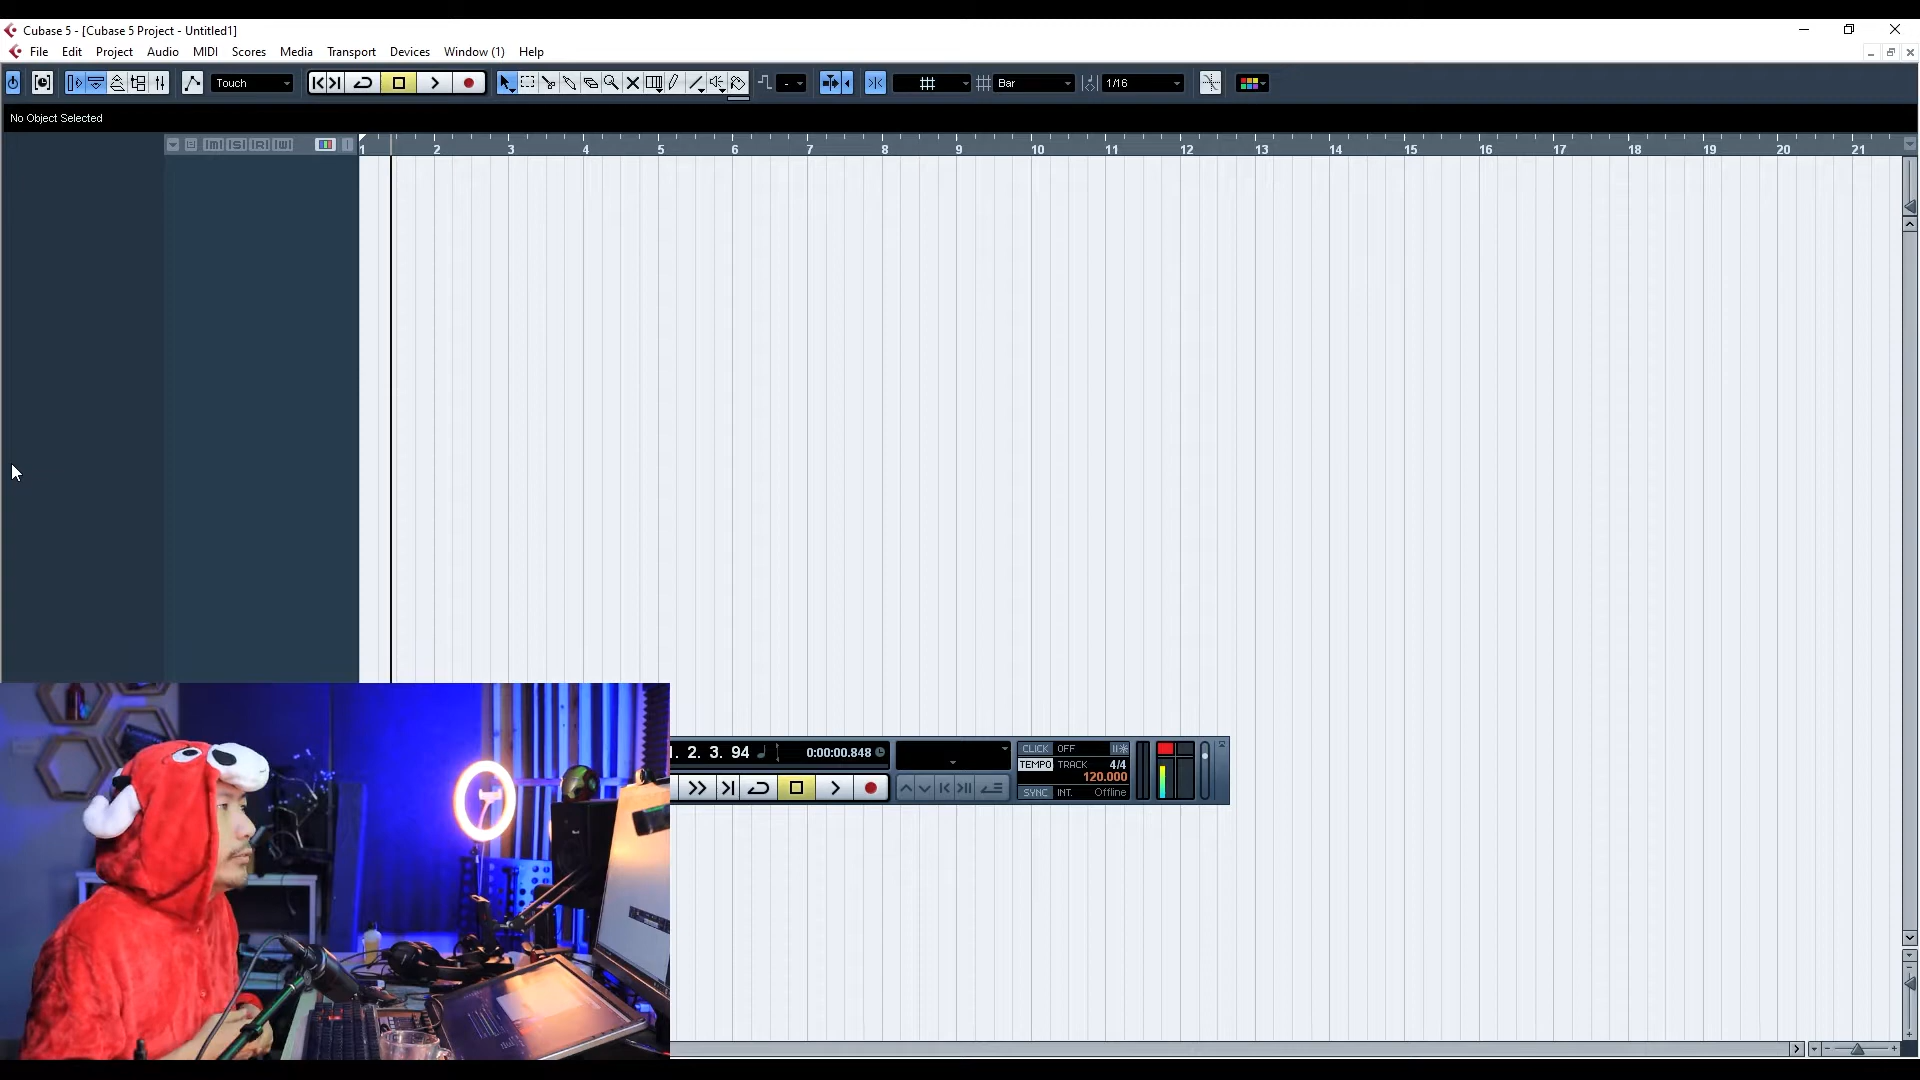 Cubase 5 - [Cubase 5 Project - Untitled1]
File Edit Project Audio MIDI Scores Media Transport Devices Window (1) Help
Touch - Bar 1/16
No Object Selected
[M] [S] [R] [W]
1 2 3 4 5 6 7 8 9 10 11 12 13 14 15 16 17 18 19 20 21
1. 2. 3. 94 0:00:00.848
CLICK OFF
TEMPO TRACK 4/4
120.000
SYNC INT. Offline